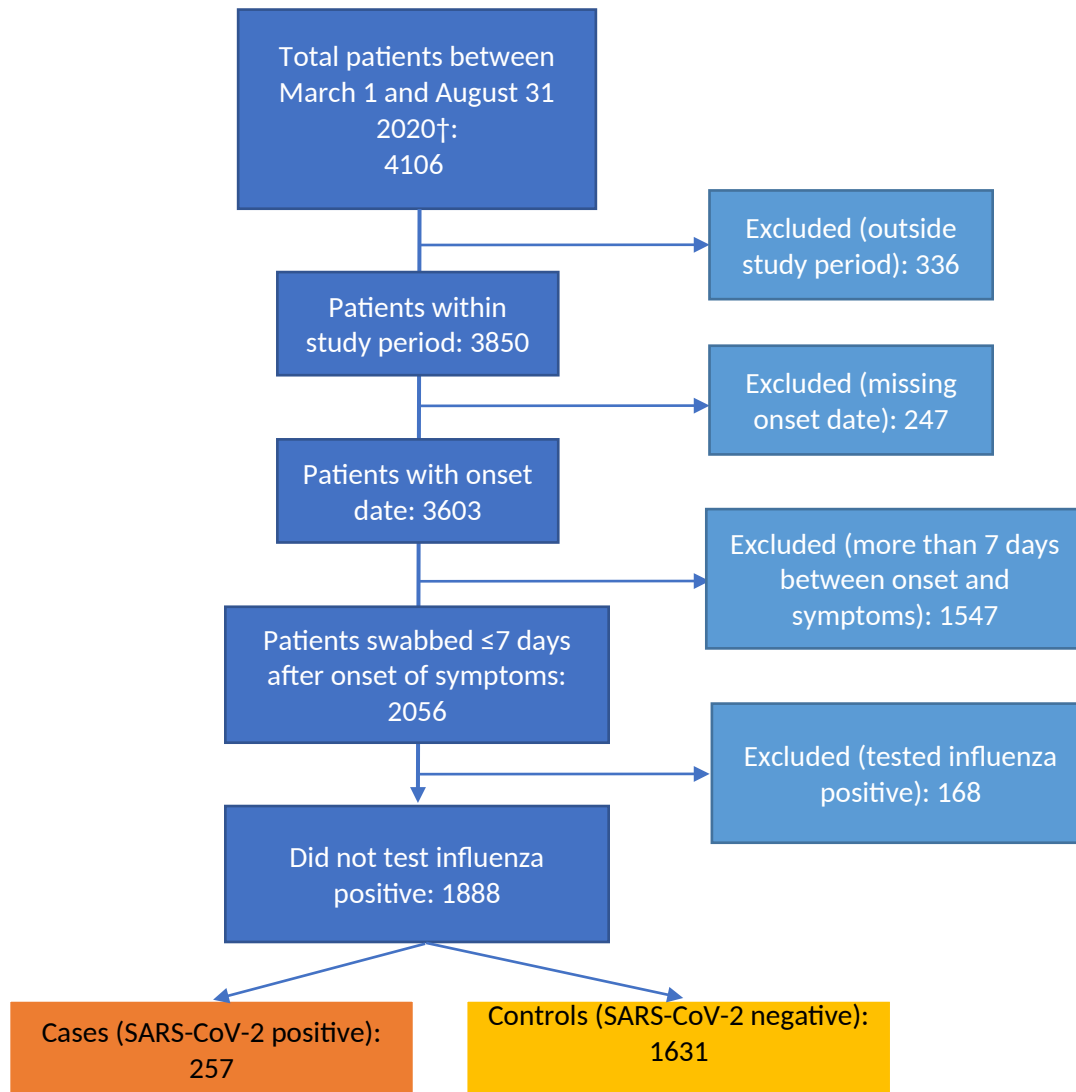 Total patients between
March 1 and August 31
2020†:
4106
Excluded (outside
study period): 336
Patients within
study period: 3850
Excluded (missing
onset date): 247
Patients with onset
date: 3603
Excluded (more than 7 days
between onset and
symptoms): 1547
Patients swabbed ≤7 days
after onset of symptoms:
2056
Excluded (tested influenza
positive): 168
Did not test influenza
positive: 1888
Cases (SARS-CoV-2 positive):
257
Controls (SARS-CoV-2 negative):
1631